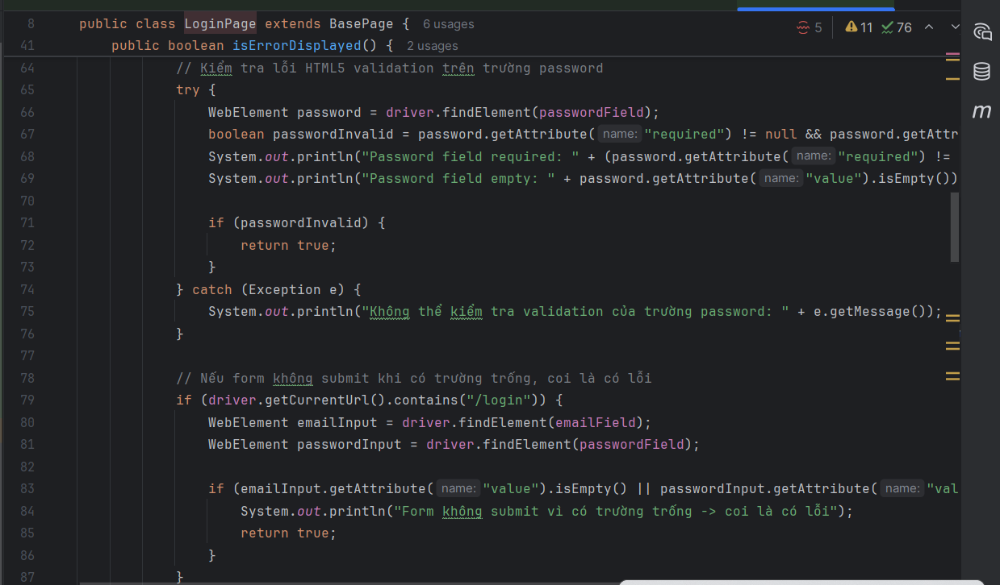 8 public class LoginPage extends BasePage { 6 usages
5 11 76
41 public boolean isErrorDisplayed() { 2 usages
64 // Kiểm tra lỗi HTML5 validation trên trường password
65 try {
66 WebElement password = driver.findElement(passwordField);
67 boolean passwordInvalid = password.getAttribute( name: "required") != null && password.getAttr
68 System.out.println("Password field required: " + (password.getAttribute( name: "required") !=
69 System.out.println("Password field empty: " + password.getAttribute( name: "value").isEmpty())
70
71 if (passwordInvalid) {
72 return true;
73 }
74 } catch (Exception e) {
75 System.out.println("Không thể kiểm tra validation của trường password: " + e.getMessage());
76 }
77
78 // Nếu form không submit khi có trường trống, coi là có lỗi
79 if (driver.getCurrentUrl().contains("/login")) {
80 WebElement emailInput = driver.findElement(emailField);
81 WebElement passwordInput = driver.findElement(passwordField);
82
83 if (emailInput.getAttribute( name: "value").isEmpty() || passwordInput.getAttribute( name: "val
84 System.out.println("Form không submit vì có trường trống -> coi là có lỗi");
85 return true;
86 }
87 }
m